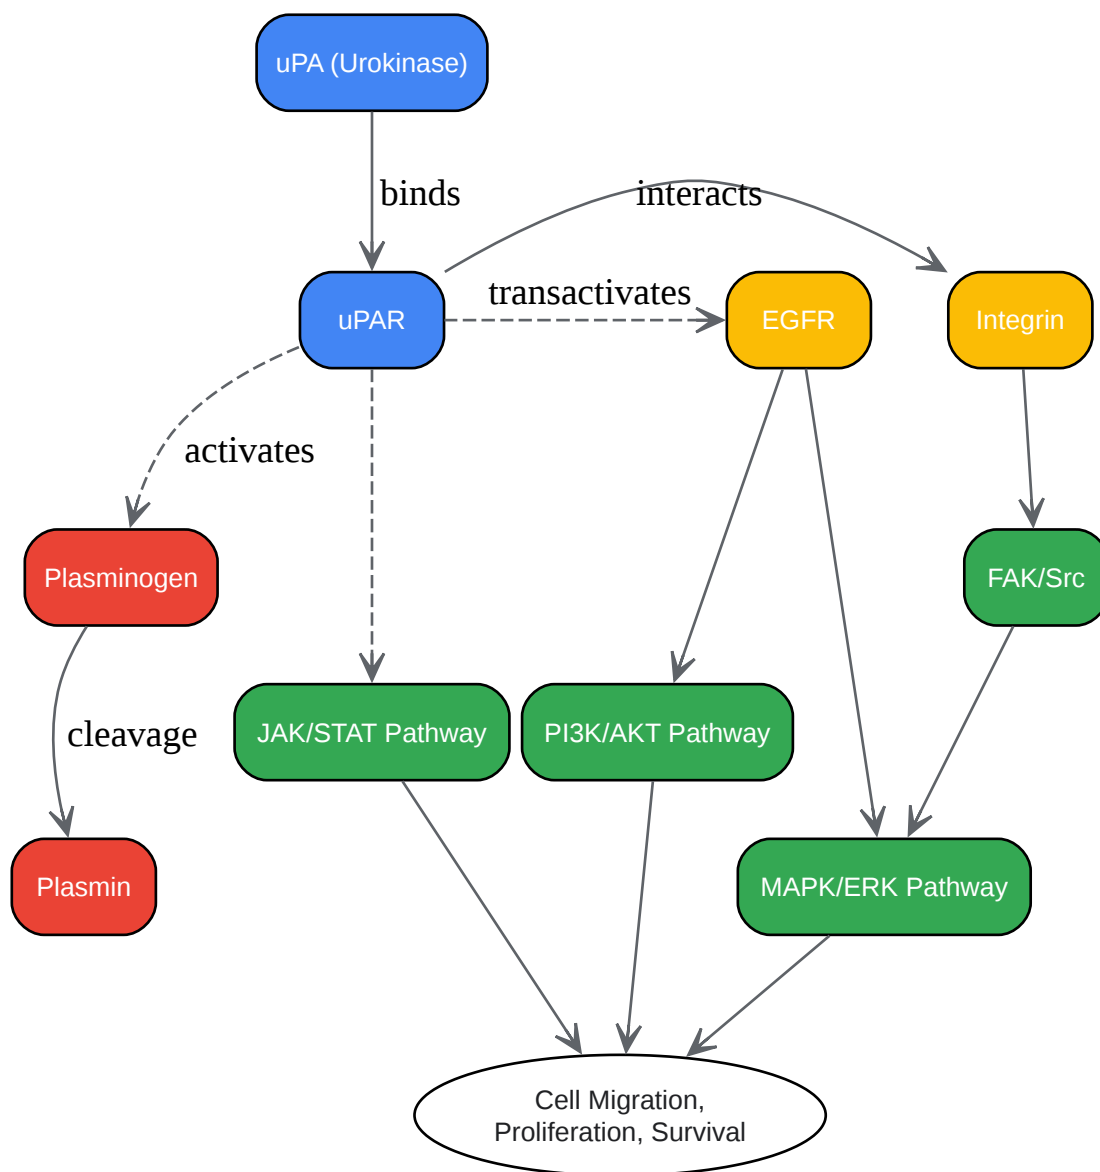 uPA (Urokinase)
binds
interacts
uPAR
transactivates
EGFR
Integrin
activates
Plasminogen
FAK/Src
cleavage
JAK/STAT Pathway
PI3K/AKT Pathway
Plasmin
MAPK/ERK Pathway
Cell Migration,
Proliferation, Survival